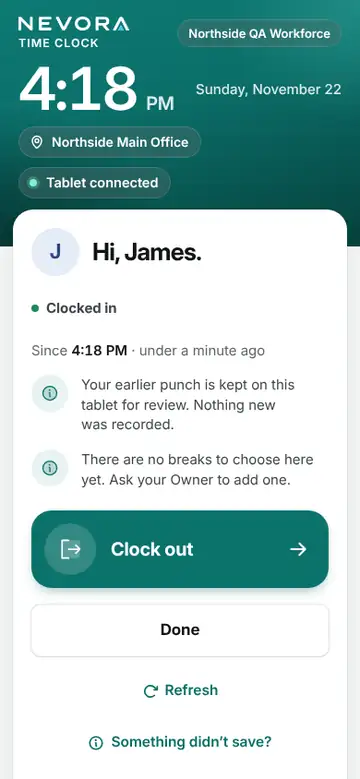 NEVORA
TIME CLOCK
Northside QA Workforce
4:18 PM
Sunday, November 22
Northside Main Office
Tablet connected
J
Hi, James.
Clocked in
Since 4:18 PM · under a minute ago
Your earlier punch is kept on this
tablet for review. Nothing new
was recorded.
There are no breaks to choose here
yet. Ask your Owner to add one.
Clock out
Done
Refresh
Something didn’t save?